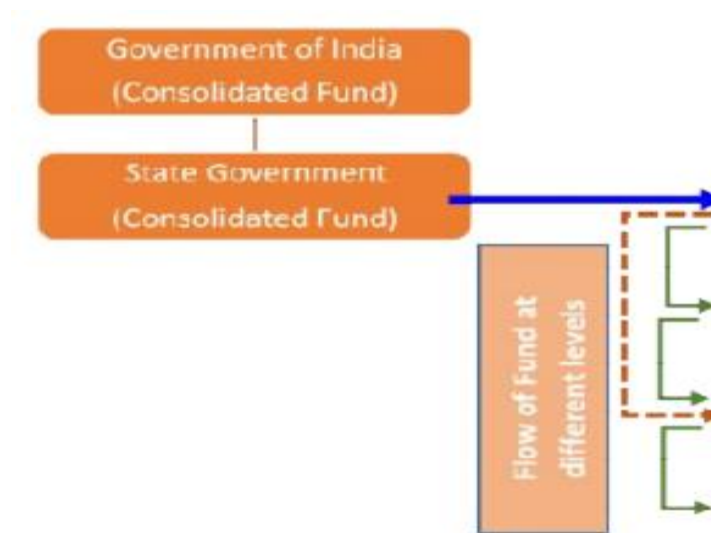 Government of India
(Consolidated Fund)
State Government
(Consolidated Fund)
Flow of Fund at
different levels